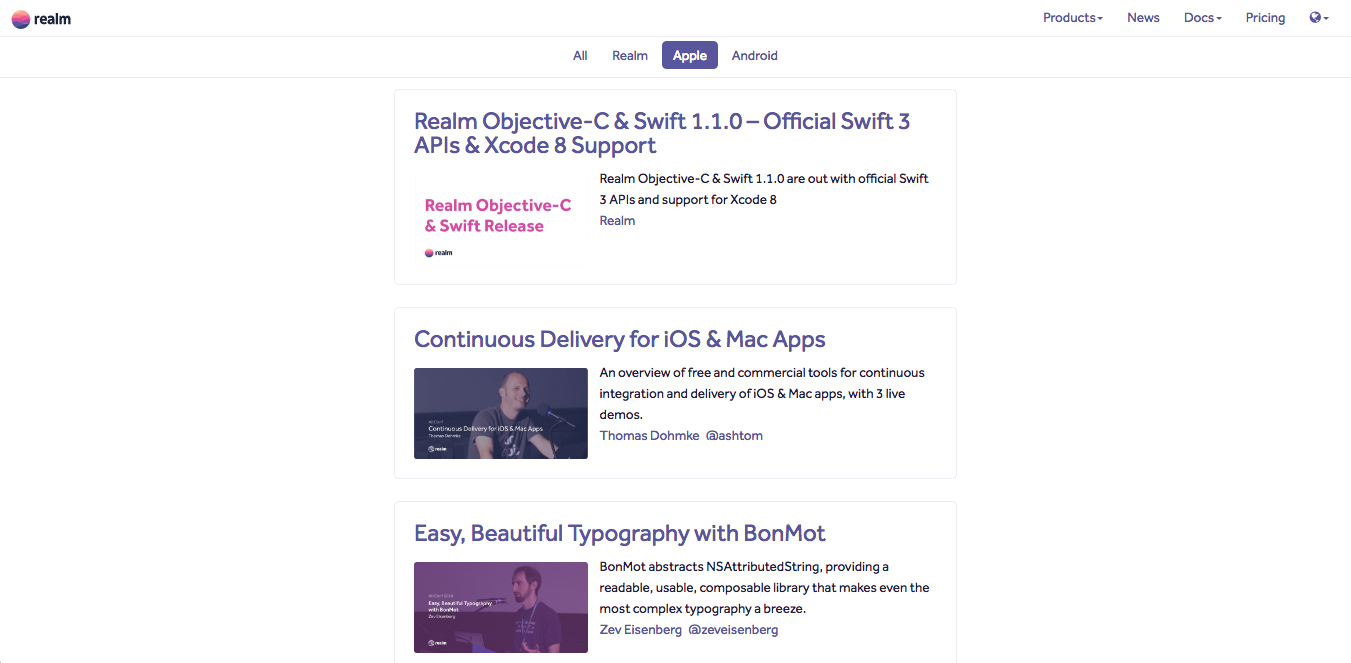 realm
Products
News
Docs
Pricing
All
Realm
Apple
Android
Realm Objective-C & Swift 1.1.0 – Official Swift 3
APIs & Xcode 8 Support
Realm Objective-C
& Swift Release
realm
Realm Objective-C & Swift 1.1.0 are out with official Swift
3 APIs and support for Xcode 8
Realm
Continuous Delivery for iOS & Mac Apps
Continuous Delivery for iOS & Mac Apps
Thomas Dohmke
realm
An overview of free and commercial tools for continuous
integration and delivery of iOS & Mac apps, with 3 live
demos.
Thomas Dohmke @ashtom
Easy, Beautiful Typography with BonMot
Easy, Beautiful Typography
with BonMot
Zev Eisenberg
realm
BonMot abstracts NSAttributedString, providing a
readable, usable, composable library that makes even the
most complex typography a breeze.
Zev Eisenberg @zeveisenberg